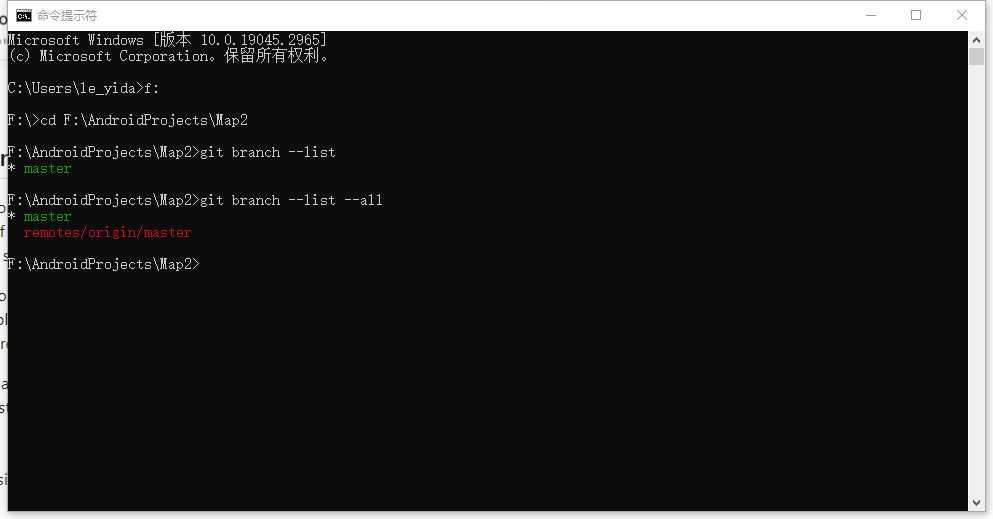 命令提示符
Microsoft Windows [版本 10.0.19045.2965]
(c) Microsoft Corporation。保留所有权利。
C:\Users\le_yida>f:
F:\>cd F:\AndroidProjects\Map2
F:\AndroidProjects\Map2>git branch --list
* master
F:\AndroidProjects\Map2>git branch --list --all
* master
remotes/origin/master
F:\AndroidProjects\Map2>